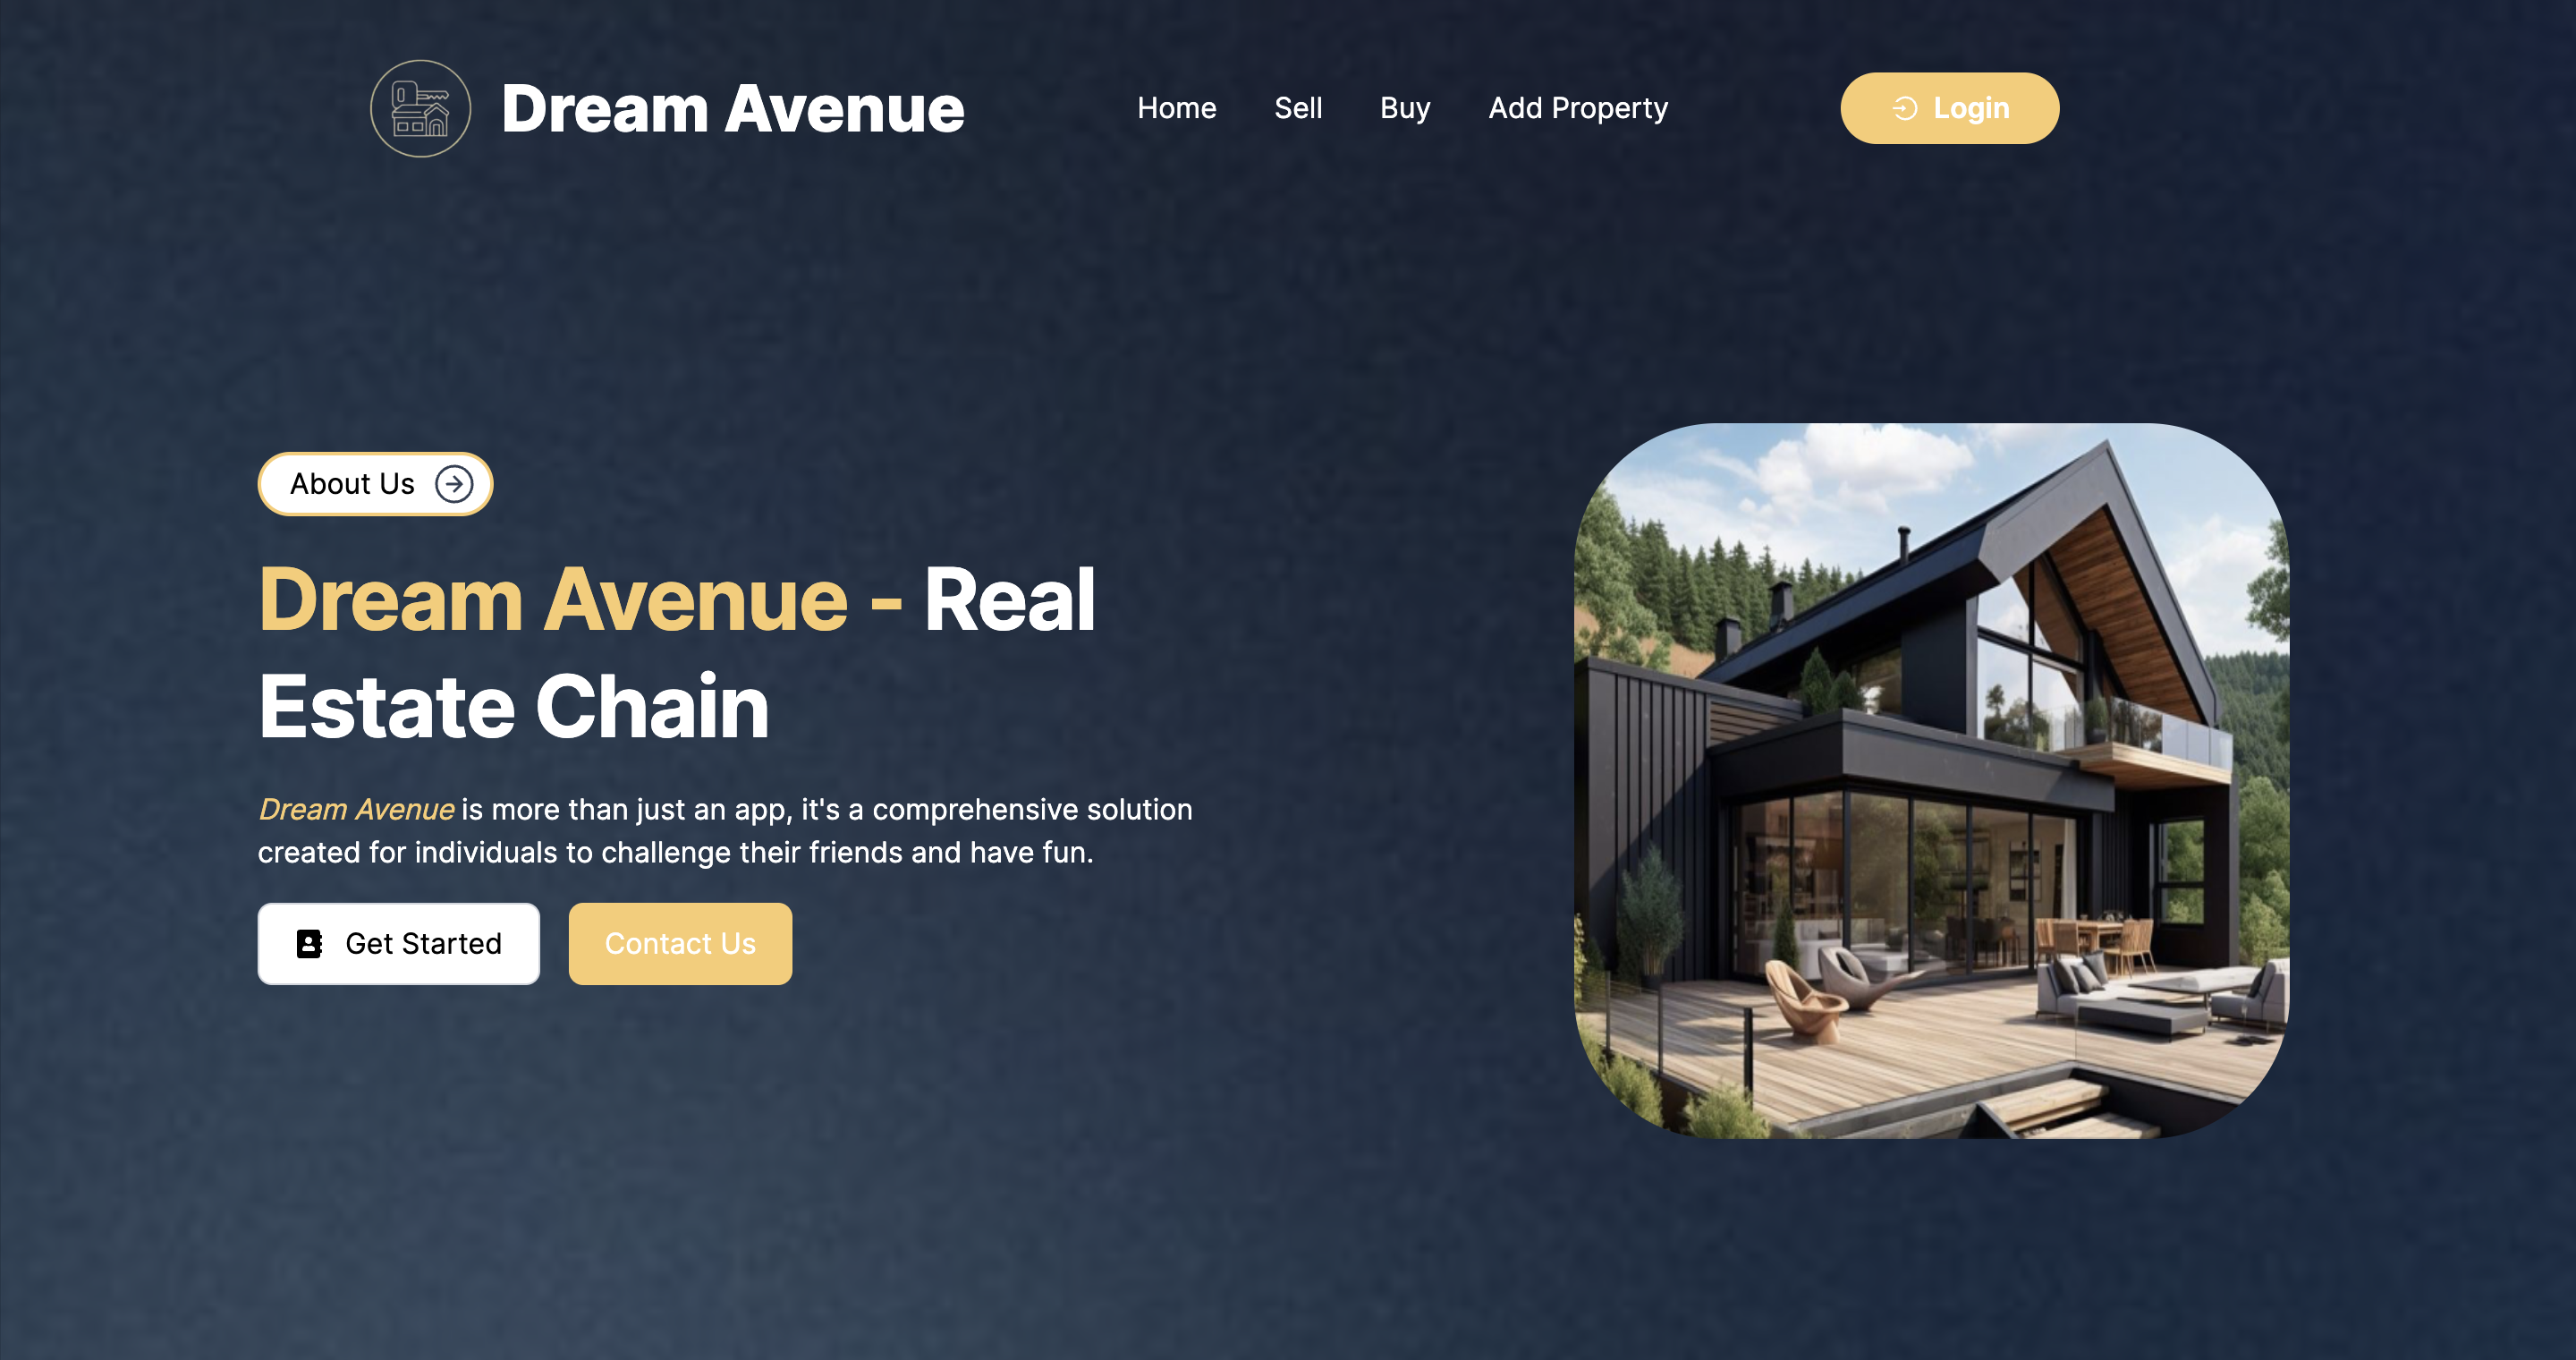 Dream Avenue
Home
Sell
Buy
Add Property
Login
About Us
Dream Avenue - Real
Estate Chain
Dream Avenue is more than just an app, it's a comprehensive solution
created for individuals to challenge their friends and have fun.
Get Started
Contact Us